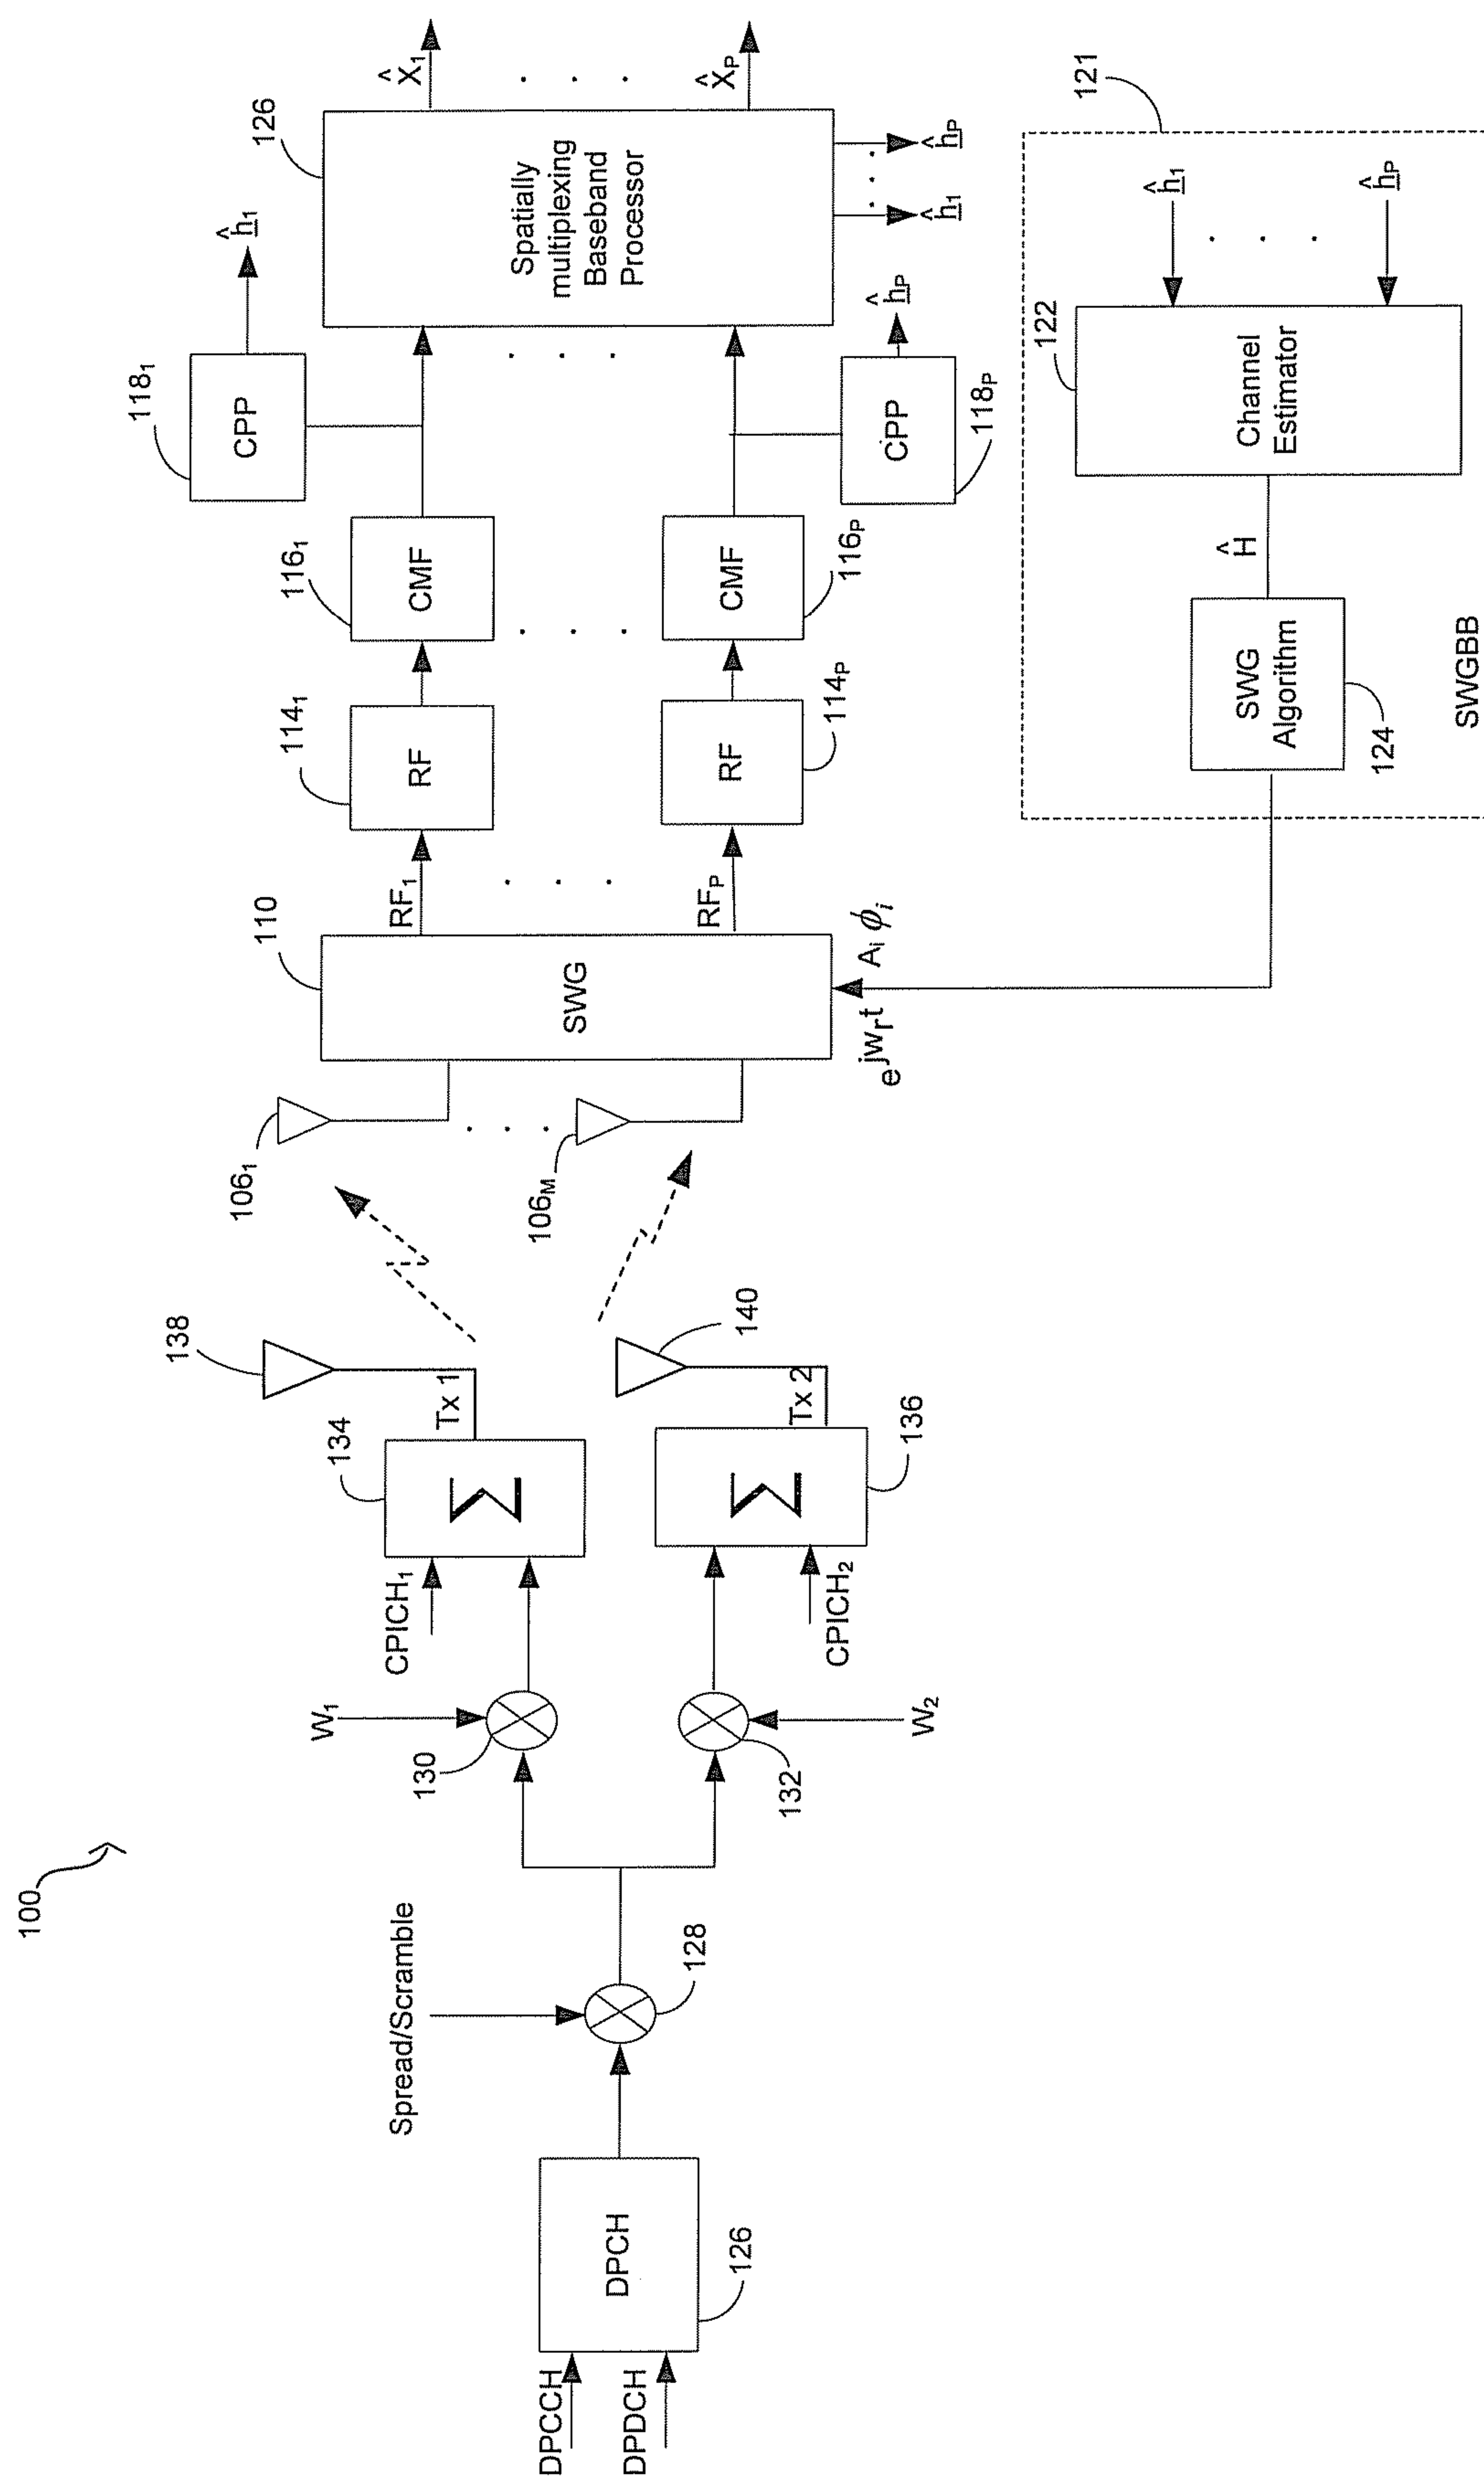 100
DPCCH
DPDCH
DPCH
126
Spread/Scramble
128
W₁
130
W₂
132
CPICH₁
134
Σ
Tx 1
138
CPICH₂
136
Σ
Tx 2
140
106₁
. . .
106M
110
SWG
e^jwᵣt Aᵢ ϕᵢ
RF₁
. . .
RFP
114₁
RF
114P
RF
116₁
CMF
. . .
116P
CMF
118₁
CPP
ĥ₁
118P
CPP
ĥP
. . .
126
Spatially
multiplexing
Baseband
Processor
X̂₁
. . .
X̂P
ĥ₁ . . . ĥP
121
122
Channel
Estimator
ĥ₁
. . .
ĥP
Ĥ
SWG
Algorithm
124
SWGBB